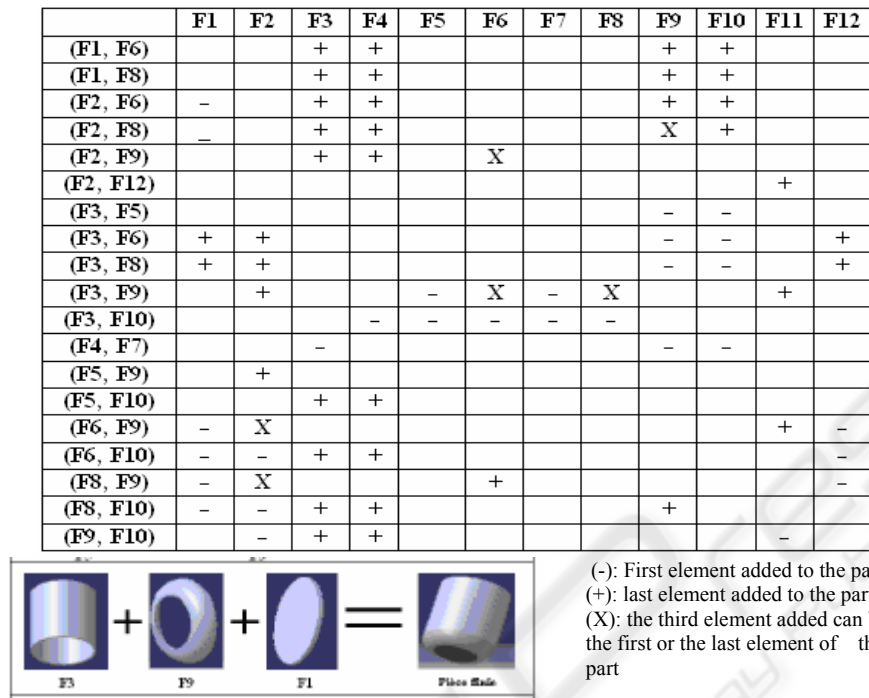 F1 F2 F3 F4 F5 F6 F7 F8 F9 F10 F11 F12
(F1, F6) + + + +
(F1, F8) + + + +
(F2, F6) – + + + +
(F2, F8) _ + + X +
(F2, F9) + + X
(F2, F12) +
(F3, F5) – –
(F3, F6) + + – – +
(F3, F8) + + – – +
(F3, F9) + – X – X +
(F3, F10) – – – – –
(F4, F7) – – –
(F5, F9) +
(F5, F10) + +
(F6, F9) – X + –
(F6, F10) – – + + –
(F8, F9) – X + –
(F8, F10) – – + + +
(F9, F10) – + + –
+ + =
F3 F9 F1 Pièce finie
(-): First element added to the pa
(+): last element added to the part
(X): the third element added can
the first or the last element of th
part